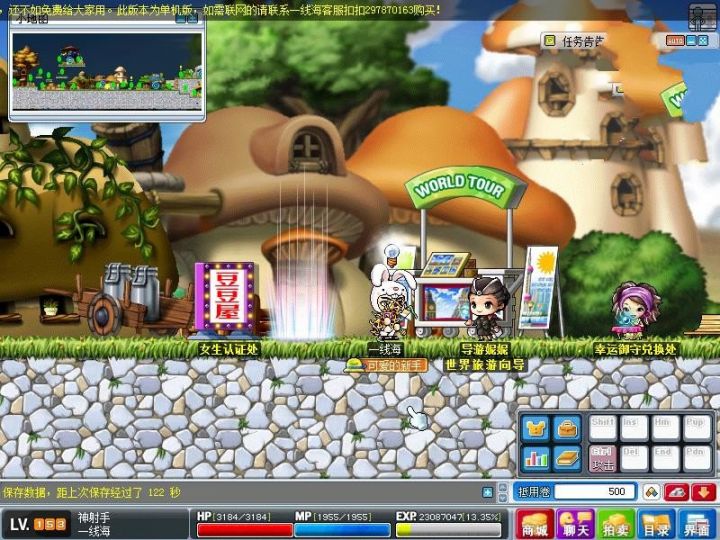 ，还不如免费给大家用。此版本为单机版，如需联网的请联系一线海客服扣扣297870163购买！
小地图
任务告告
WORLD TOUR
豆豆屋
女生认证处
一线海
可爱的新手
导游妮妮
世界旅游向导
幸运御守兑换处
Shift Ins Hm Pup
Ctrl Del End Pdn
攻击
保存数据，距上次保存经过了 122 秒
抵用卷 500
LV. 153
神射手
一线海
HP[3184/3184] MP[1955/1955] EXP.23087047[13.35%]
商城 聊天 拍卖 目录 界面